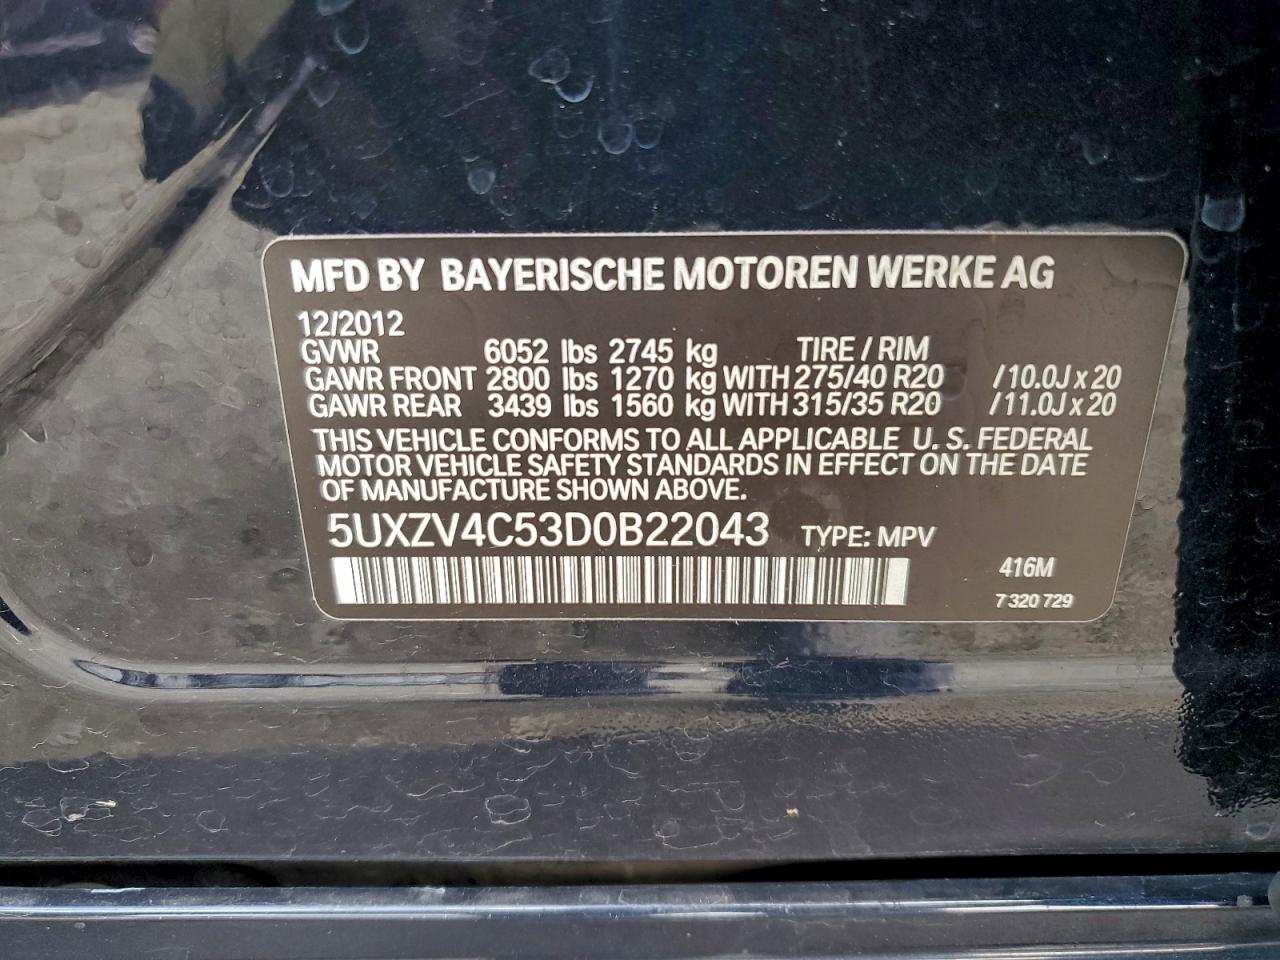 MFD BY BAYERISCHE MOTOREN WERKE AG
12/2012
GVWR 6052 lbs 2745 kg TIRE / RIM
GAWR FRONT 2800 lbs 1270 kg WITH 275/40 R20 /10.0J x 20
GAWR REAR 3439 lbs 1560 kg WITH 315/35 R20 /11.0J x 20
THIS VEHICLE CONFORMS TO ALL APPLICABLE U. S. FEDERAL
MOTOR VEHICLE SAFETY STANDARDS IN EFFECT ON THE DATE
OF MANUFACTURE SHOWN ABOVE.
5UXZV4C53D0B22043 TYPE: MPV
416M
7 320 729